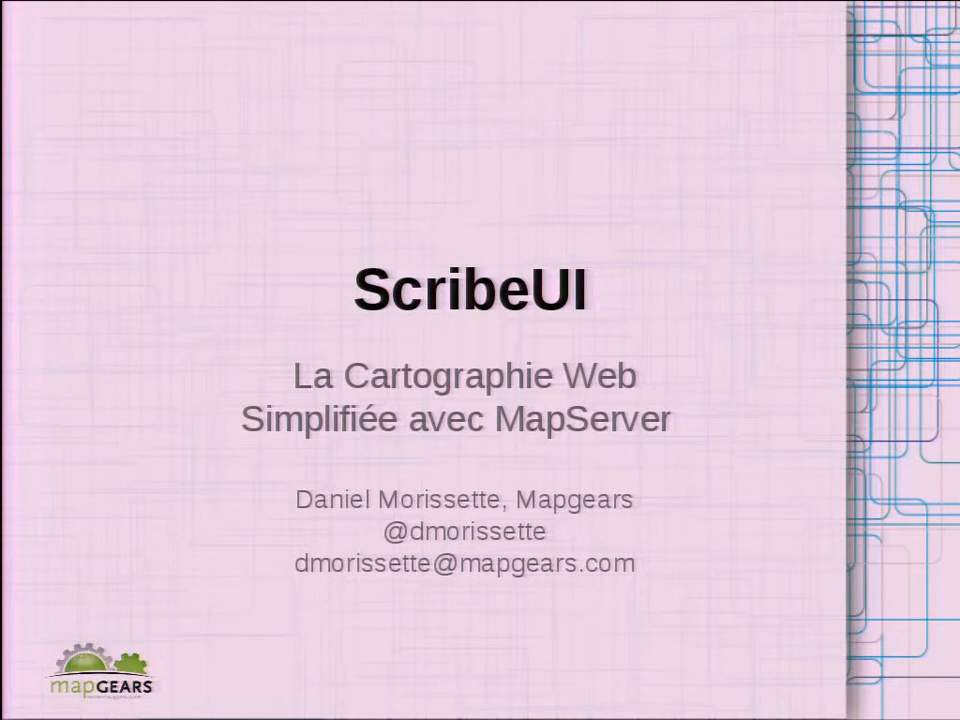 ScribeUI
La Cartographie Web
Simplifiée avec MapServer
Daniel Morissette, Mapgears
@dmorissette
dmorissette@mapgears.com
mapGEARS